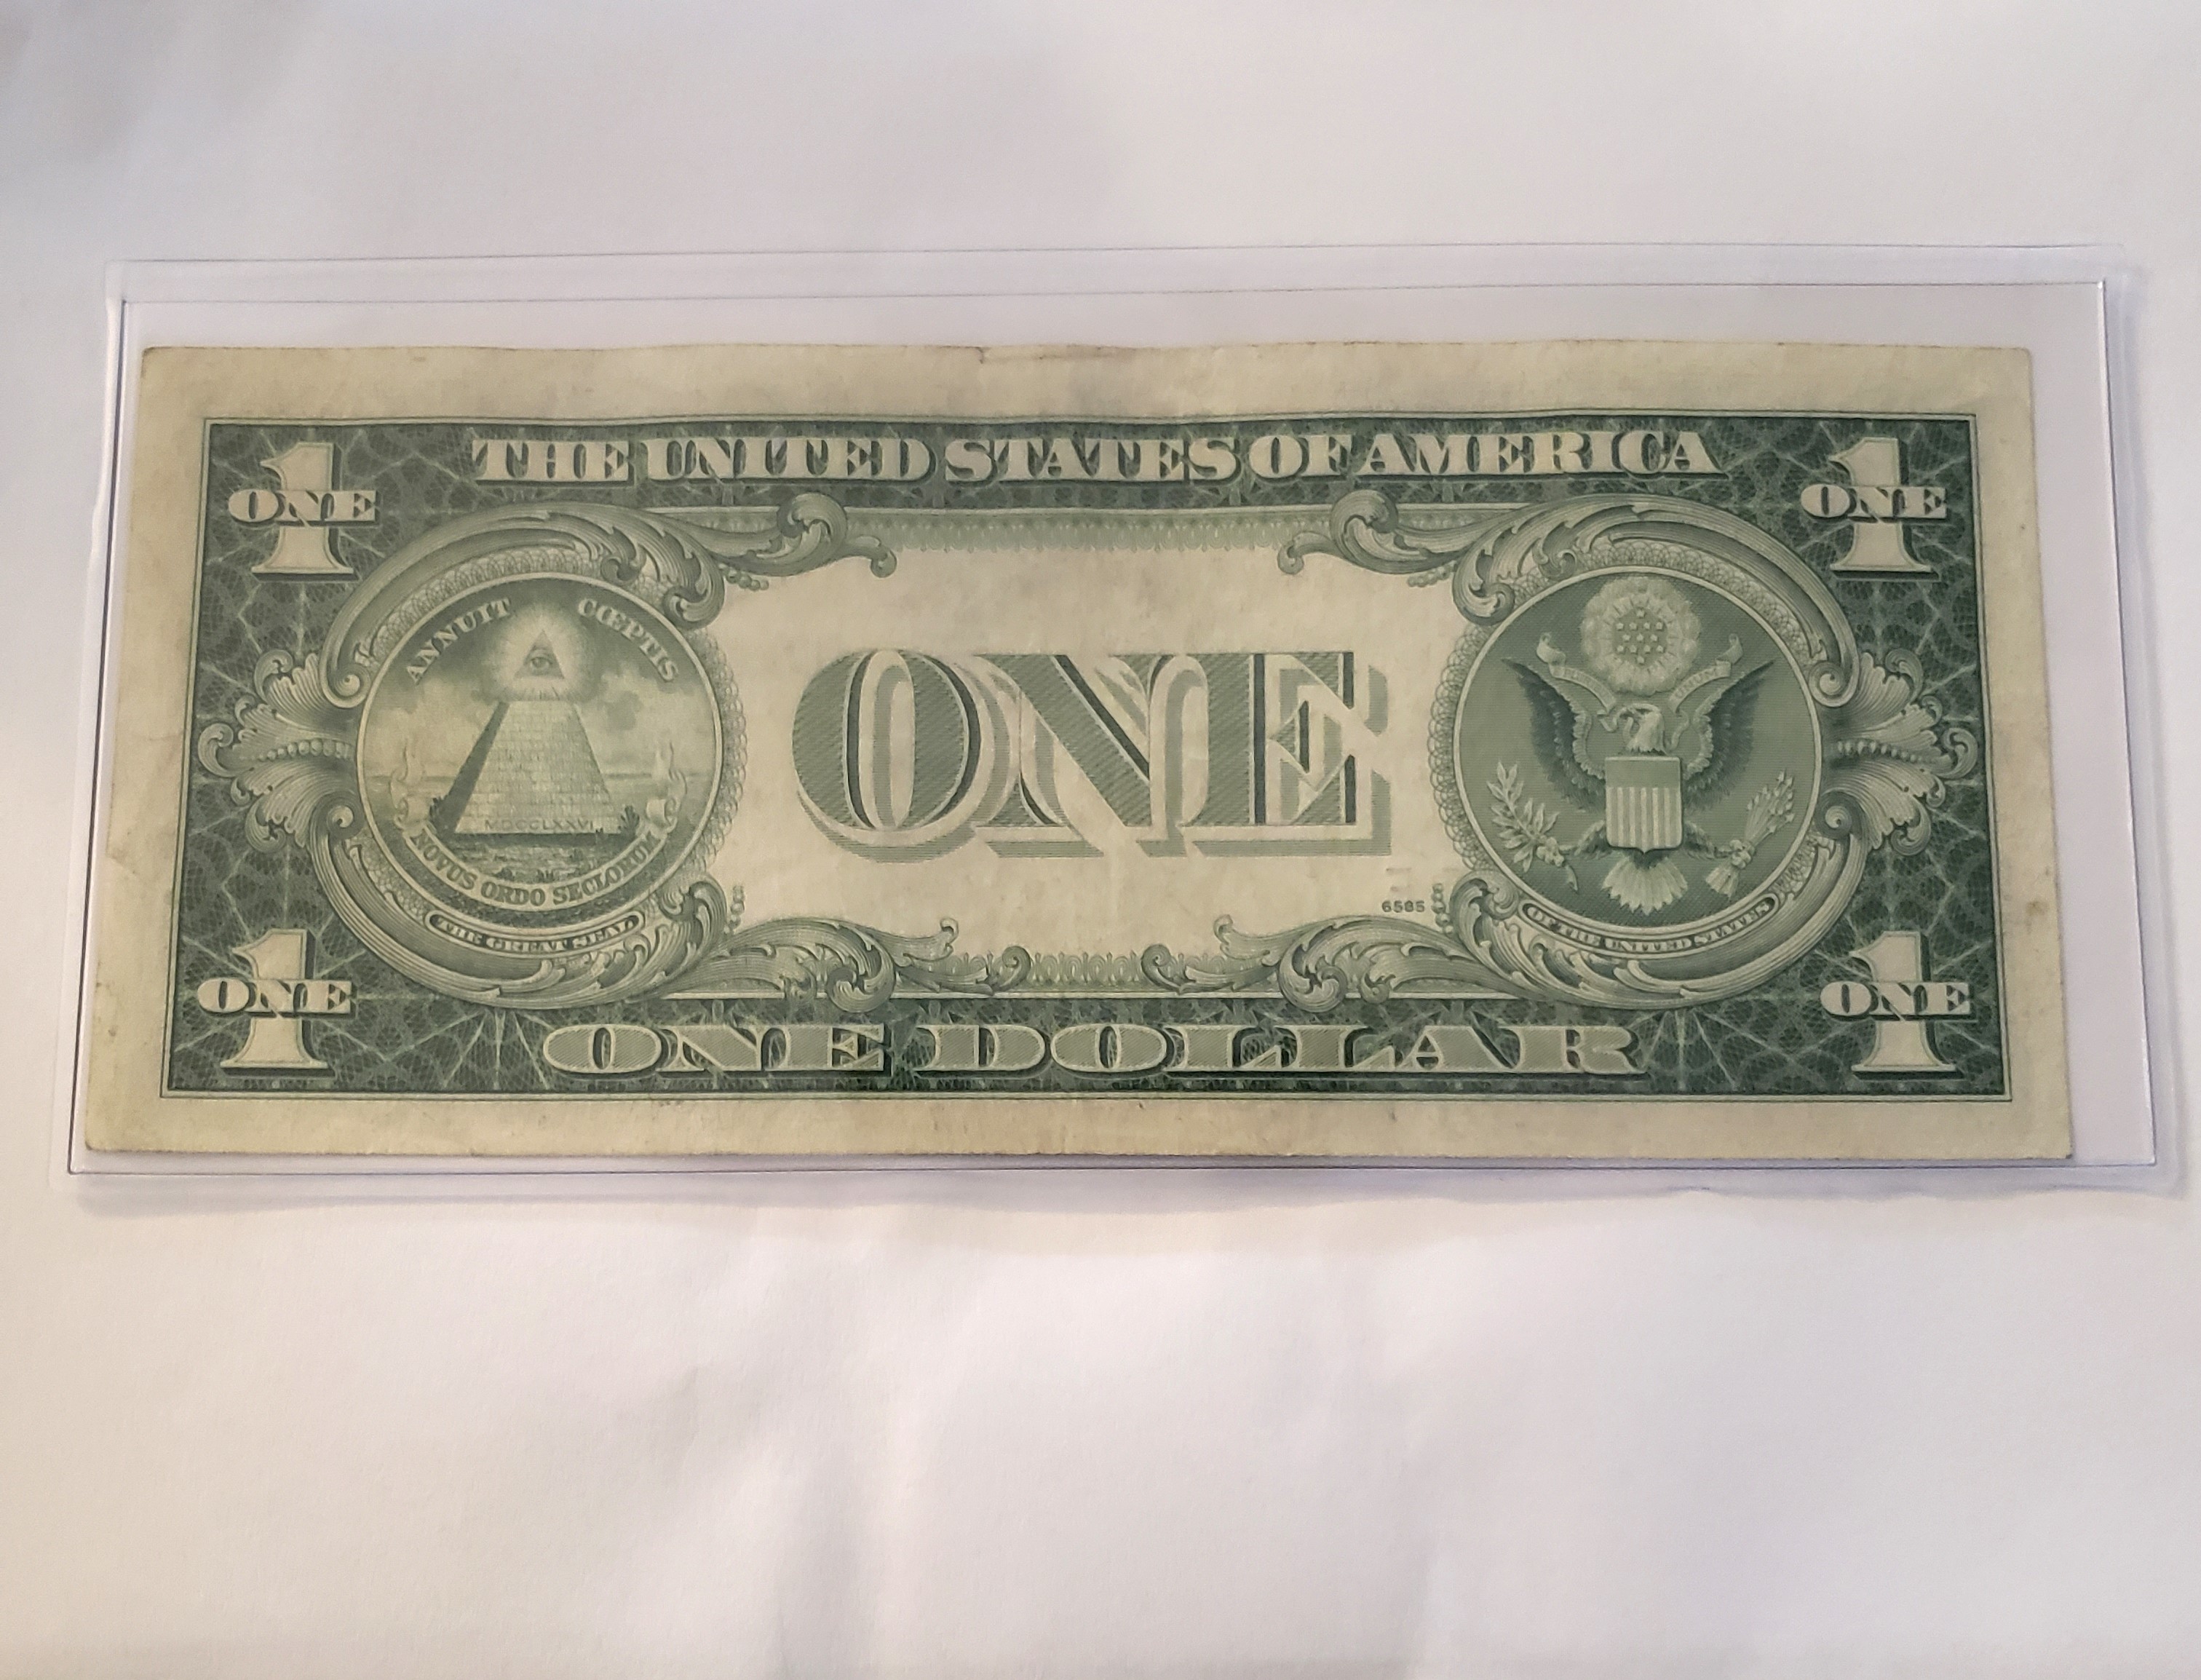 THE UNITED STATES OF AMERICA
1
ONE
1
ONE
ANNUIT CŒPTIS
MDCCLXXVI
NOVUS ORDO SECLORUM
THE GREAT SEAL
ONE
6585
OF THE UNITED STATES
1
ONE
1
ONE
ONE DOLLAR